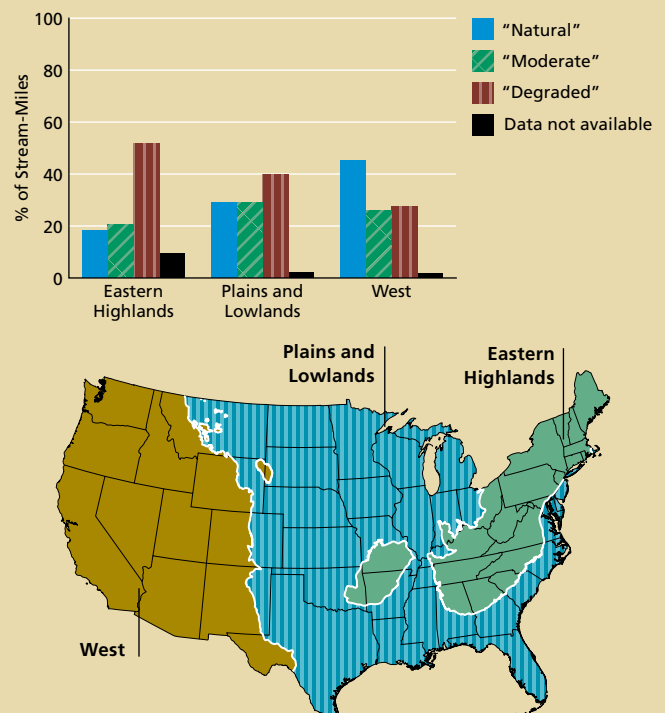 100
80
60
40
20
0
% of Stream-Miles
"Natural"
"Moderate"
"Degraded"
Data not available
Eastern
Highlands
Plains and
Lowlands
West
Plains and
Lowlands
Eastern
Highlands
West